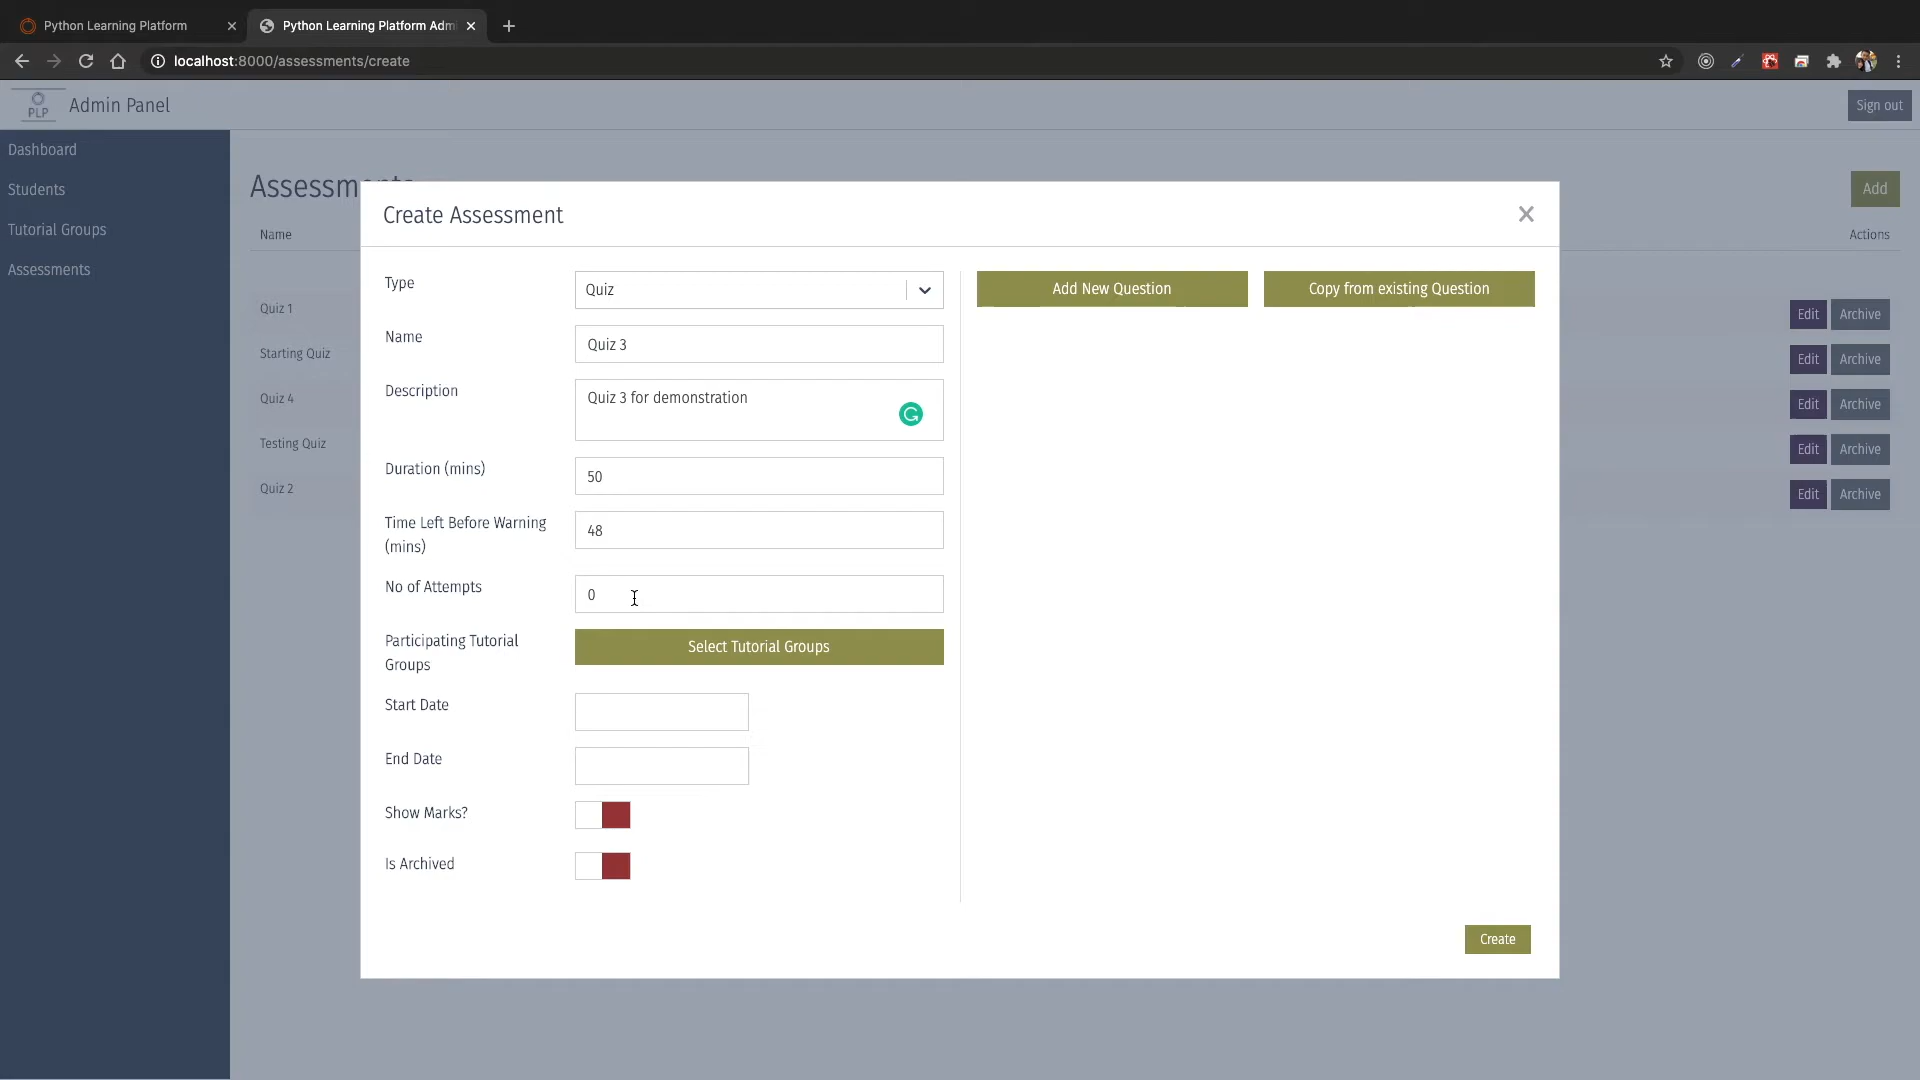 Python Learning Platform
Python Learning Platform Adm
localhost:8000/assessments/create
PLP
Admin Panel
Sign out
Dashboard
Students
Tutorial Groups
Assessments
Assessments
Add
Name
Actions
Quiz 1
Edit
Archive
Starting Quiz
Edit
Archive
Quiz 4
Edit
Archive
Testing Quiz
Edit
Archive
Quiz 2
Edit
Archive
Create Assessment
Type
Quiz
Name
Quiz 3
Description
Quiz 3 for demonstration
Duration (mins)
50
Time Left Before Warning
(mins)
48
No of Attempts
0
Participating Tutorial
Groups
Select Tutorial Groups
Start Date
End Date
Show Marks?
Is Archived
Add New Question
Copy from existing Question
Create